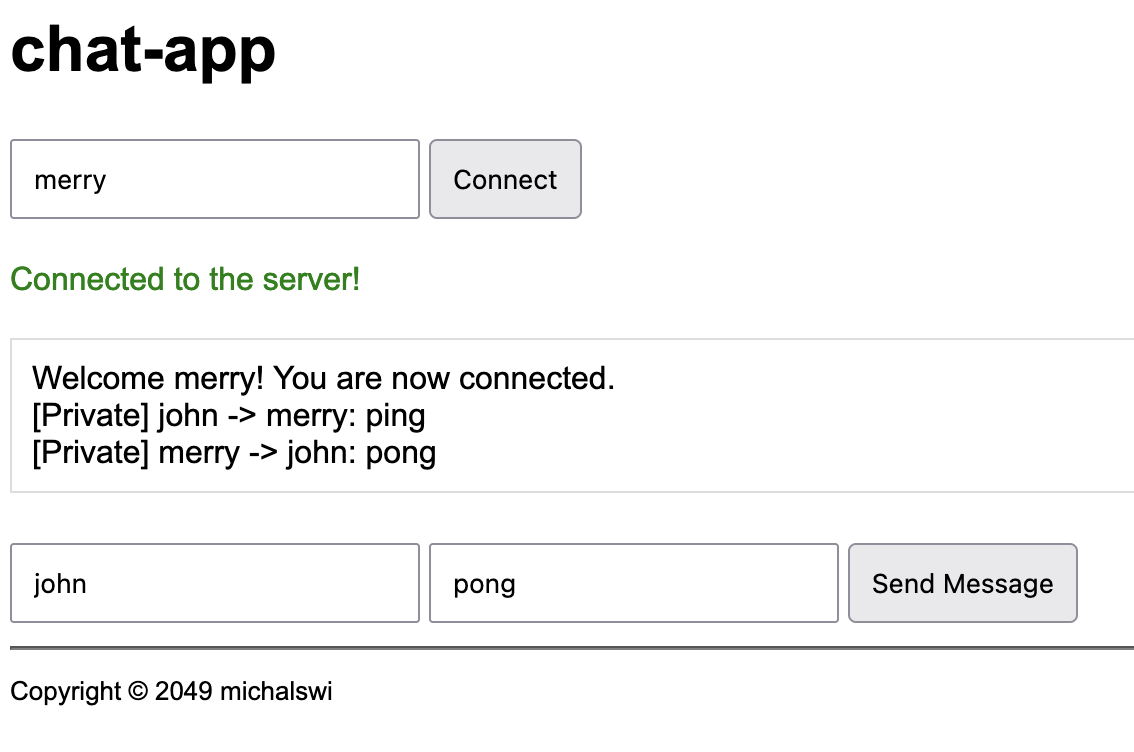 chat-app
merry Connect
Connected to the server!
Welcome merry! You are now connected.
[Private] john -> merry: ping
[Private] merry -> john: pong
john pong Send Message
Copyright © 2049 michalswi